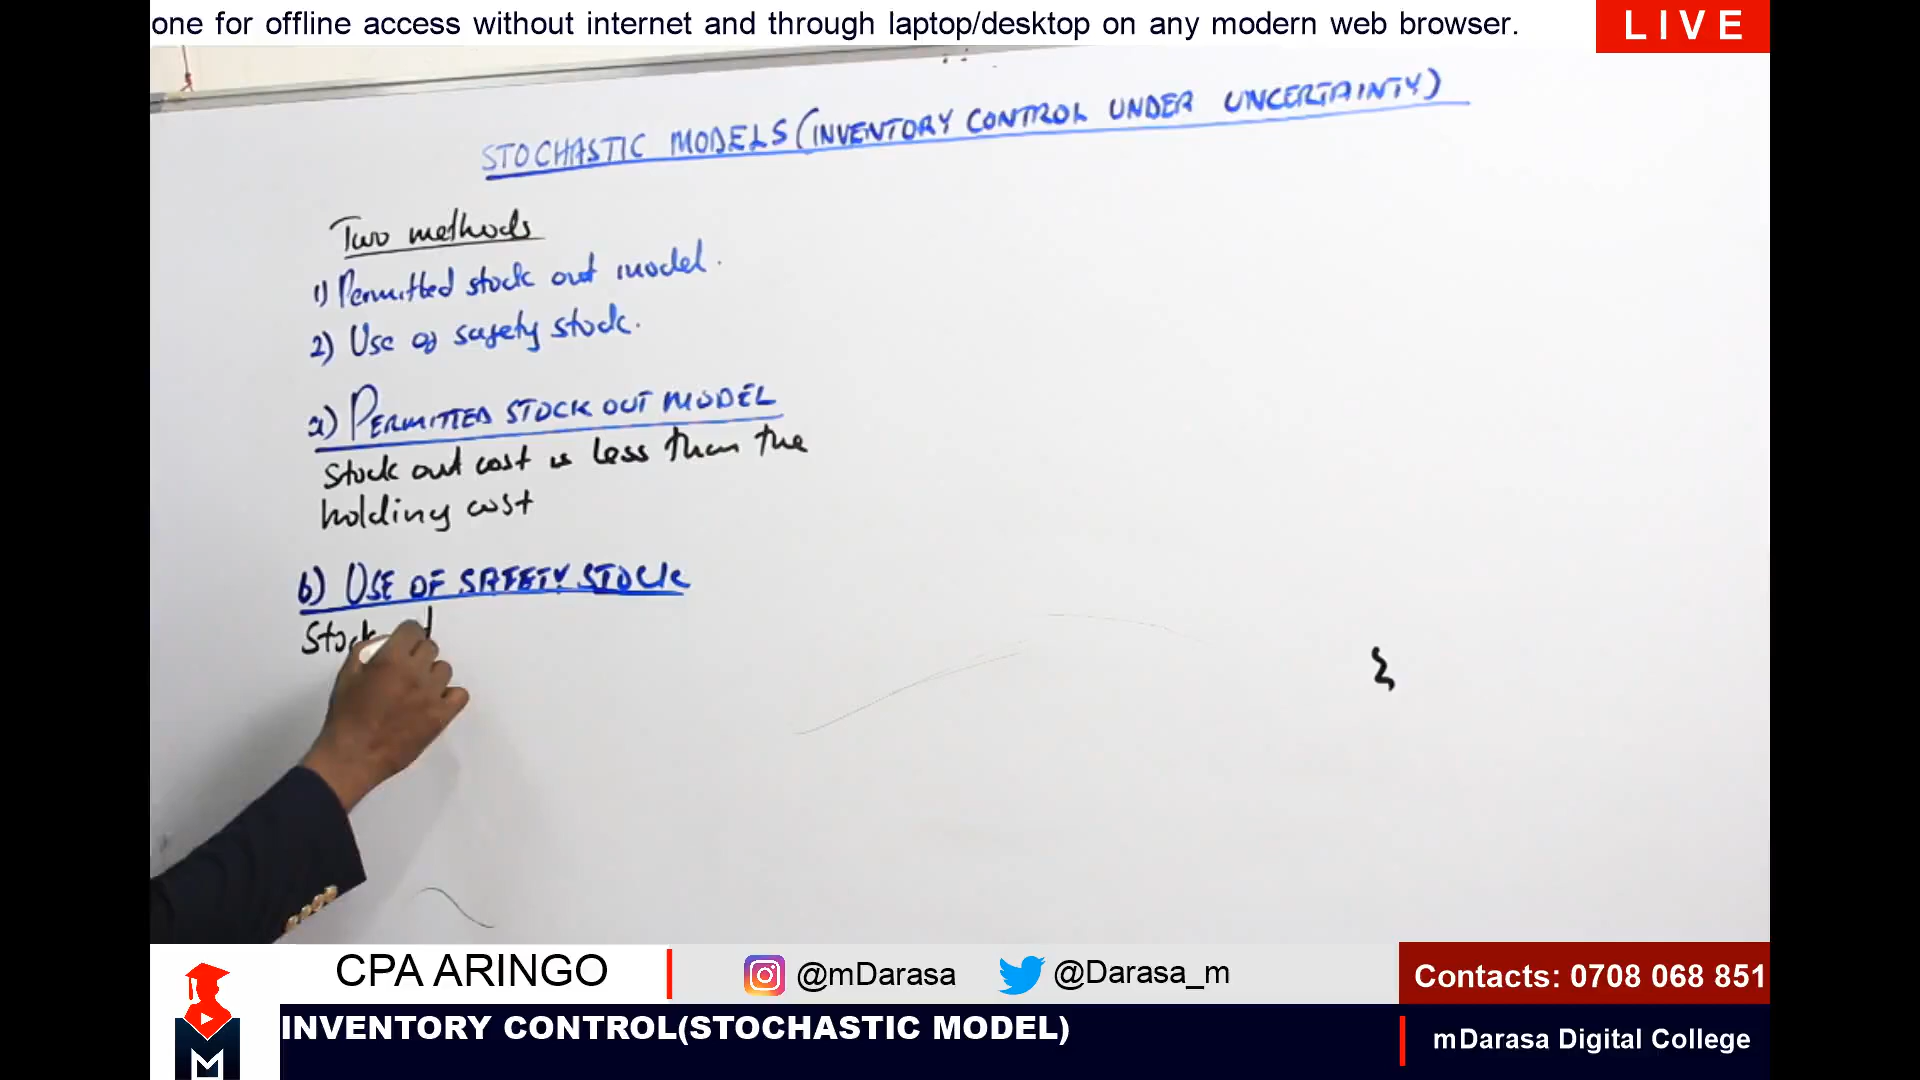 one for offline access without internet and through laptop/desktop on any modern web browser.
LIVE
STOCHASTIC MODELS (INVENTORY CONTROL UNDER UNCERTAINTY)
Two methods
1) Permitted stock out model.
2) Use of safety stock.
a) PERMITTED STOCK OUT MODEL
Stock out cost is less than the
holding cost
b) USE OF SAFETY STOCK
Stock
CPA ARINGO
@mDarasa
@Darasa_m
Contacts: 0708 068 851
M
INVENTORY CONTROL(STOCHASTIC MODEL)
mDarasa Digital College